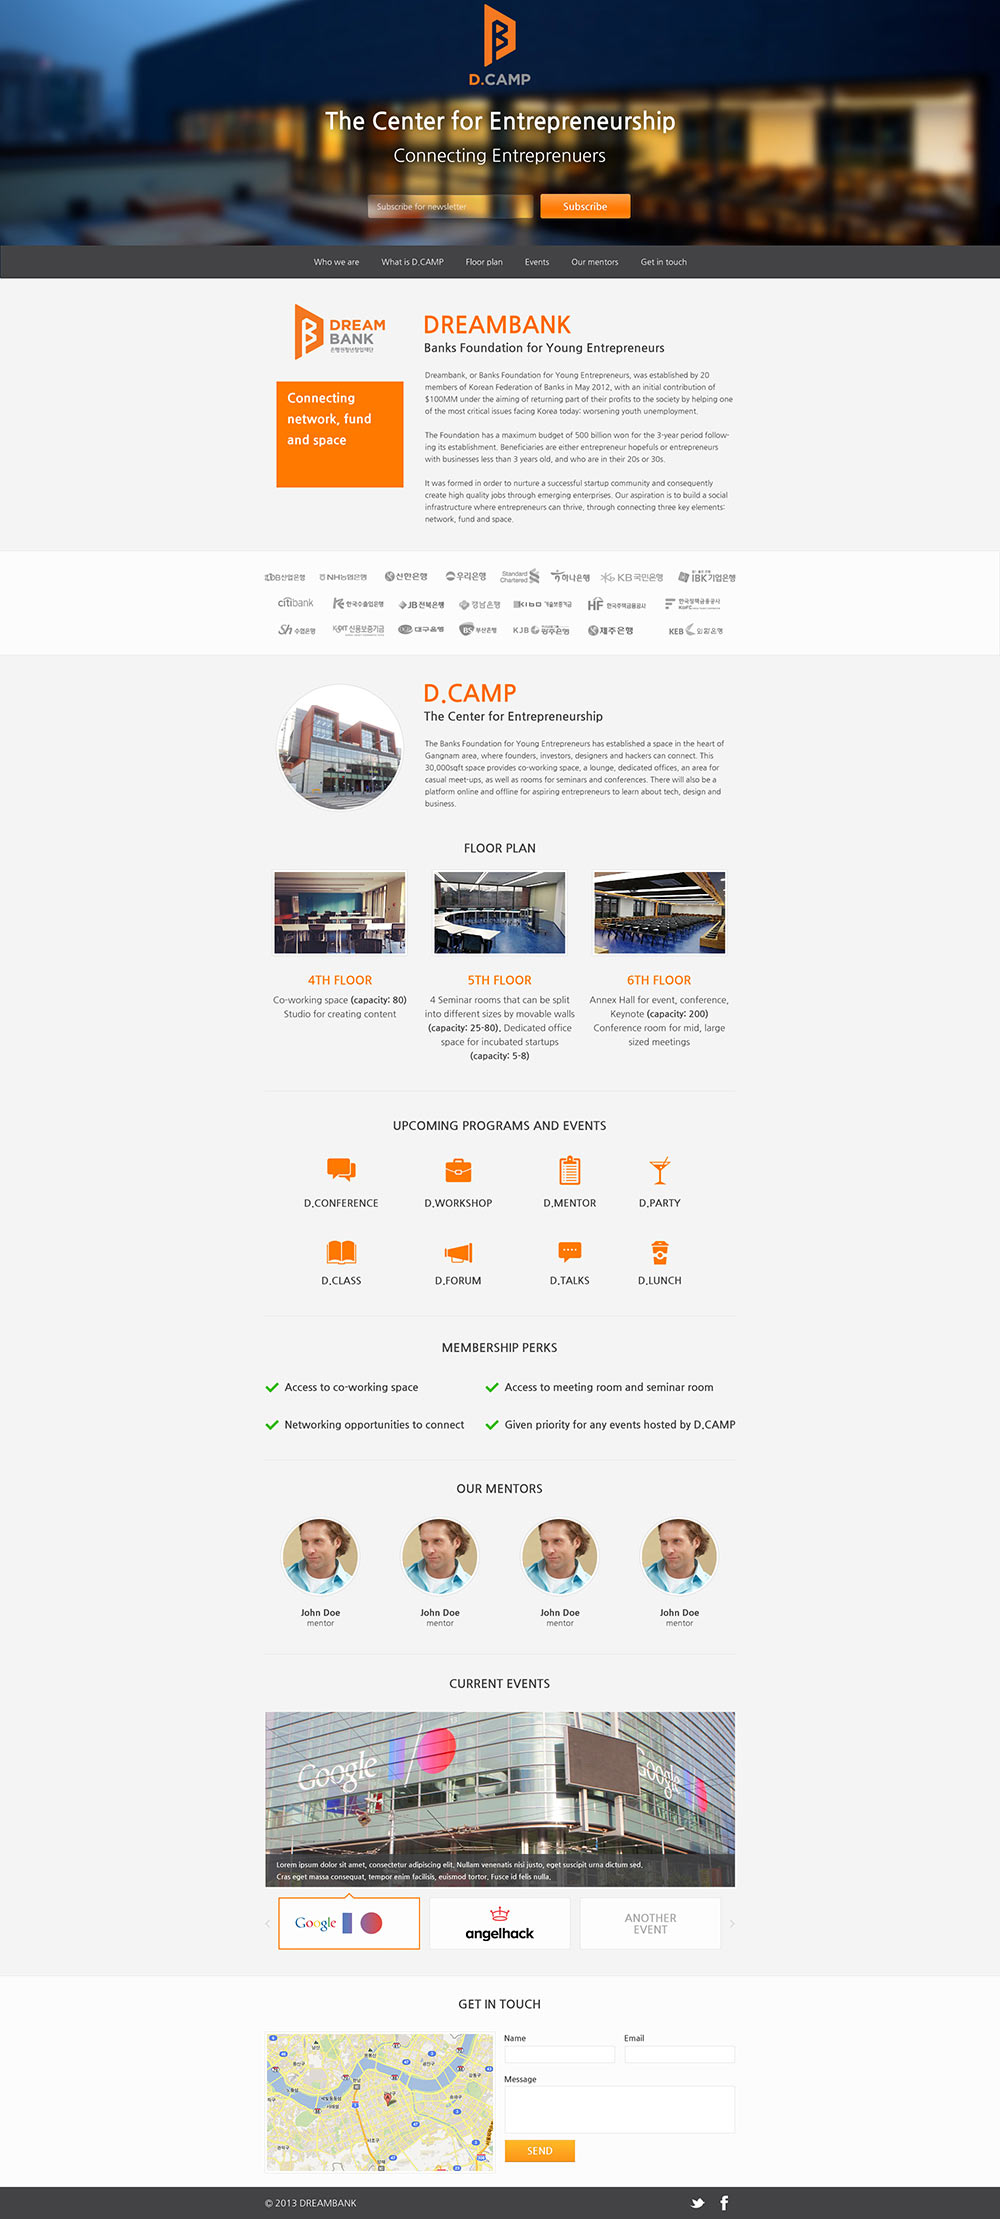 D.CAMP
The Center for Entrepreneurship
Connecting Entreprenuers
Subscribe for newsletter
Subscribe
Who we are
What is D.CAMP
Floor plan
Events
Our mentors
Get in touch
DREAM
BANK
은행권청년창업재단
Connecting
network, fund
and space
DREAMBANK
Banks Foundation for Young Entrepreneurs
Dreambank, or Banks Foundation for Young Entrepreneurs, was established by 20
members of Korean Federation of Banks in May 2012, with an initial contribution of
$100MM under the aiming of returning part of their profits to the society by helping one
of the most critical issues facing Korea today: worsening youth unemployment.
The Foundation has a maximum budget of 500 billion won for the 3-year period follow-
ing its establishment. Beneficiaries are either entrepreneur hopefuls or entrepreneurs
with businesses less than 3 years old, and who are in their 20s or 30s.
It was formed in order to nurture a successful startup community and consequently
create high quality jobs through emerging enterprises. Our aspiration is to build a social
infrastructure where entrepreneurs can thrive, through connecting three key elements:
network, fund and space.
KDB산업은행
NH농협은행
신한은행
우리은행
Standard
Chartered
하나은행
KB국민은행
IBK기업은행
citibank
한국수출입은행
JB전북은행
경남은행
KIBO 기술보증기금
HF 한국주택금융공사
한국정책금융공사
KoFC
Sh 수협은행
KODIT 신용보증기금
DGB 대구은행
BS 부산은행
KJB 광주은행
제주은행
KEB 외환은행
D.CAMP
The Center for Entrepreneurship
The Banks Foundation for Young Entrepreneurs has established a space in the heart of
Gangnam area, where founders, investors, designers and hackers can connect. This
30,000sqft space provides co-working space, a lounge, dedicated offices, an area for
casual meet-ups, as well as rooms for seminars and conferences. There will also be a
platform online and offline for aspiring entrepreneurs to learn about tech, design and
business.
FLOOR PLAN
4TH FLOOR
Co-working space (capacity: 80)
Studio for creating content
5TH FLOOR
4 Seminar rooms that can be split
into different sizes by movable walls
(capacity: 25-80). Dedicated office
space for incubated startups
(capacity: 5-8)
6TH FLOOR
Annex Hall for event, conference,
Keynote (capacity: 200)
Conference room for mid, large
sized meetings
UPCOMING PROGRAMS AND EVENTS
D.CONFERENCE
D.WORKSHOP
D.MENTOR
D.PARTY
D.CLASS
D.FORUM
D.TALKS
D.LUNCH
MEMBERSHIP PERKS
Access to co-working space
Access to meeting room and seminar room
Networking opportunities to connect
Given priority for any events hosted by D.CAMP
OUR MENTORS
John Doe
mentor
John Doe
mentor
John Doe
mentor
John Doe
mentor
CURRENT EVENTS
Google
Google
Lorem ipsum dolor sit amet, consectetur adipiscing elit. Nullam venenatis nisi justo, eget suscipit urna dictum sed.
Cras eget massa consequat, tempor enim facilisis, euismod tortor. Fusce id felis nulla.
Google
angelhack
ANOTHER
EVENT
GET IN TOUCH
Name
Email
Message
SEND
© 2013 DREAMBANK